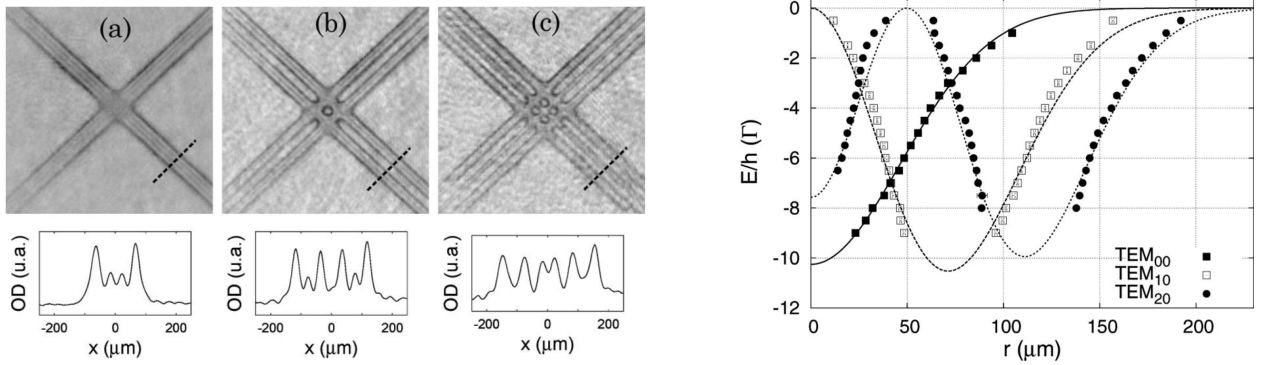 (a)
(b)
(c)
OD (u.a.)
-200
0
200
x (μm)
OD (u.a.)
-200
0
200
x (μm)
OD (u.a.)
-200
0
200
x (μm)
E/h (Γ)
0
-2
-4
-6
-8
-10
-12
0
50
100
150
200
r (μm)
TEM₀₀
TEM₁₀
TEM₂₀